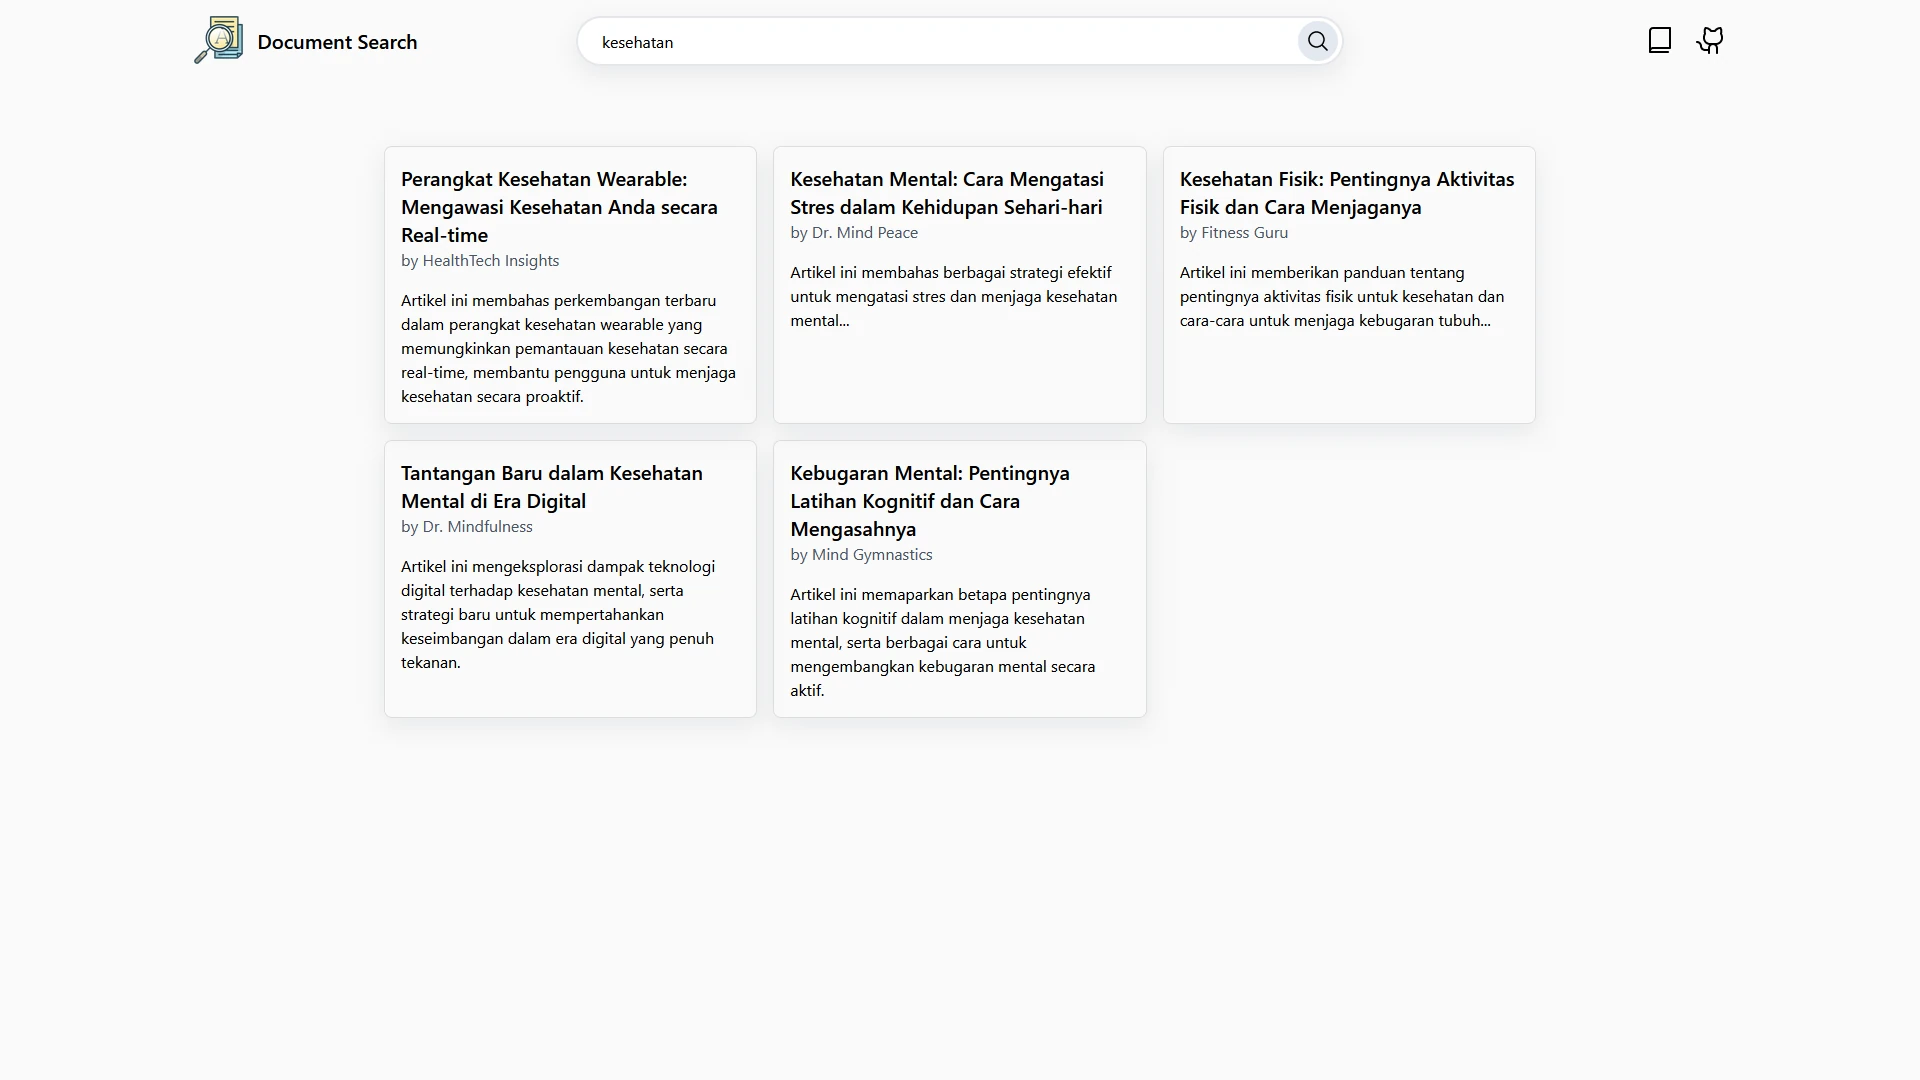 Document Search
kesehatan
Perangkat Kesehatan Wearable:
Mengawasi Kesehatan Anda secara
Real-time
by HealthTech Insights
Artikel ini membahas perkembangan terbaru
dalam perangkat kesehatan wearable yang
memungkinkan pemantauan kesehatan secara
real-time, membantu pengguna untuk menjaga
kesehatan secara proaktif.
Kesehatan Mental: Cara Mengatasi
Stres dalam Kehidupan Sehari-hari
by Dr. Mind Peace
Artikel ini membahas berbagai strategi efektif
untuk mengatasi stres dan menjaga kesehatan
mental...
Kesehatan Fisik: Pentingnya Aktivitas
Fisik dan Cara Menjaganya
by Fitness Guru
Artikel ini memberikan panduan tentang
pentingnya aktivitas fisik untuk kesehatan dan
cara-cara untuk menjaga kebugaran tubuh...
Tantangan Baru dalam Kesehatan
Mental di Era Digital
by Dr. Mindfulness
Artikel ini mengeksplorasi dampak teknologi
digital terhadap kesehatan mental, serta
strategi baru untuk mempertahankan
keseimbangan dalam era digital yang penuh
tekanan.
Kebugaran Mental: Pentingnya
Latihan Kognitif dan Cara
Mengasahnya
by Mind Gymnastics
Artikel ini memaparkan betapa pentingnya
latihan kognitif dalam menjaga kesehatan
mental, serta berbagai cara untuk
mengembangkan kebugaran mental secara
aktif.